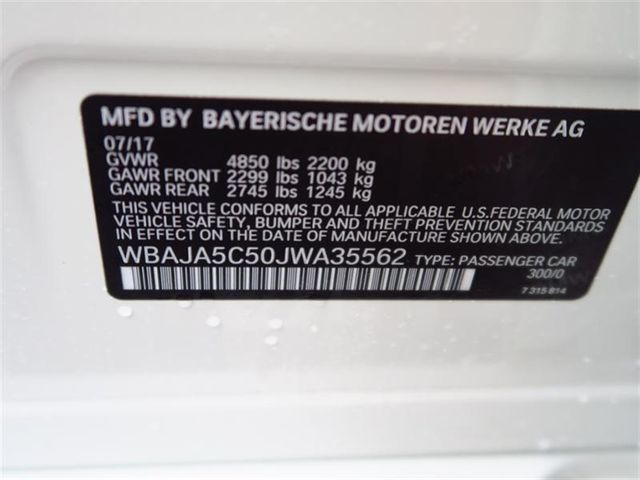 MFD BY BAYERISCHE MOTOREN WERKE AG
07/17
GVWR 4850 lbs 2200 kg
GAWR FRONT 2299 lbs 1043 kg
GAWR REAR 2745 lbs 1245 kg
THIS VEHICLE CONFORMS TO ALL APPLICABLE U.S.FEDERAL MOTOR
VEHICLE SAFETY, BUMPER AND THEFT PREVENTION STANDARDS
IN EFFECT ON THE DATE OF MANUFACTURE SHOWN ABOVE.
WBAJA5C50JWA35562 TYPE: PASSENGER CAR
300/0
7 315 814